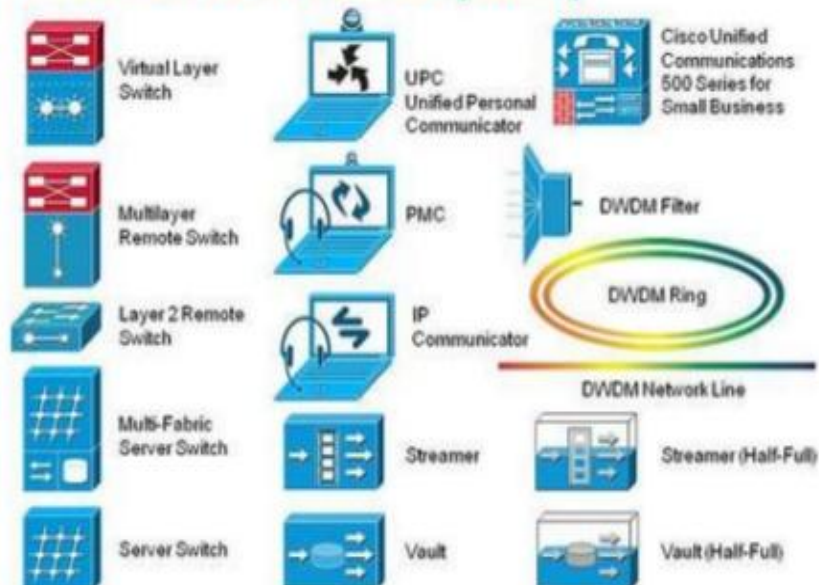 Virtual Layer
Switch
UPC
Unified Personal
Communicator
Cisco Unified
Communications
500 Series for
Small Business
Multilayer
Remote Switch
PMC
DWDM Filter
DWDM Ring
Layer 2 Remote
Switch
IP
Communicator
DWDM Network Line
Multi-Fabric
Server Switch
Streamer
Streamer (Half-Full)
Server Switch
Vault
Vault (Half-Full)